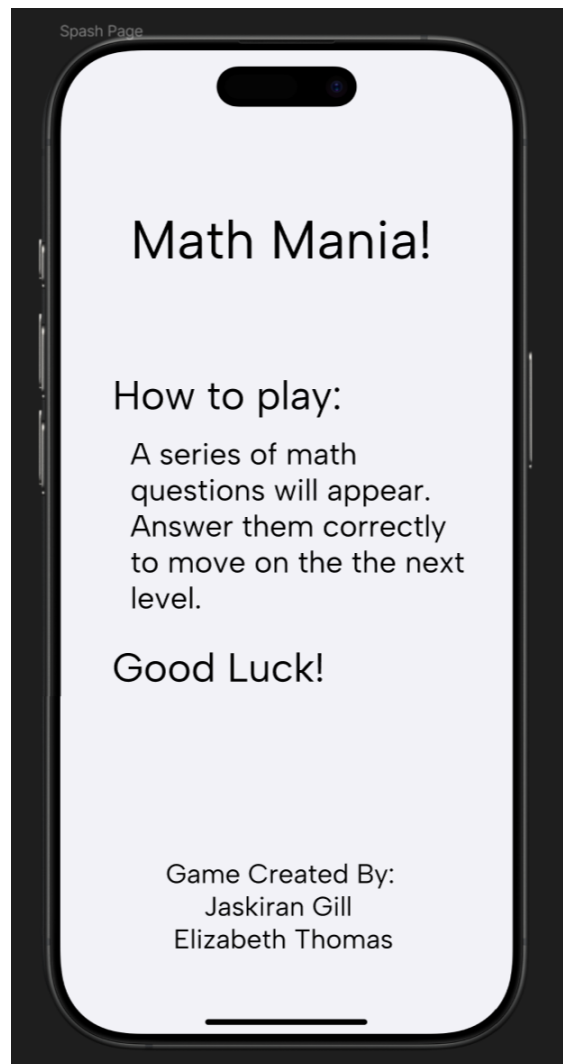 Spash Page
Math Mania!
How to play:
A series of math
questions will appear.
Answer them correctly
to move on the the next
level.
Good Luck!
Game Created By:
Jaskiran Gill
Elizabeth Thomas